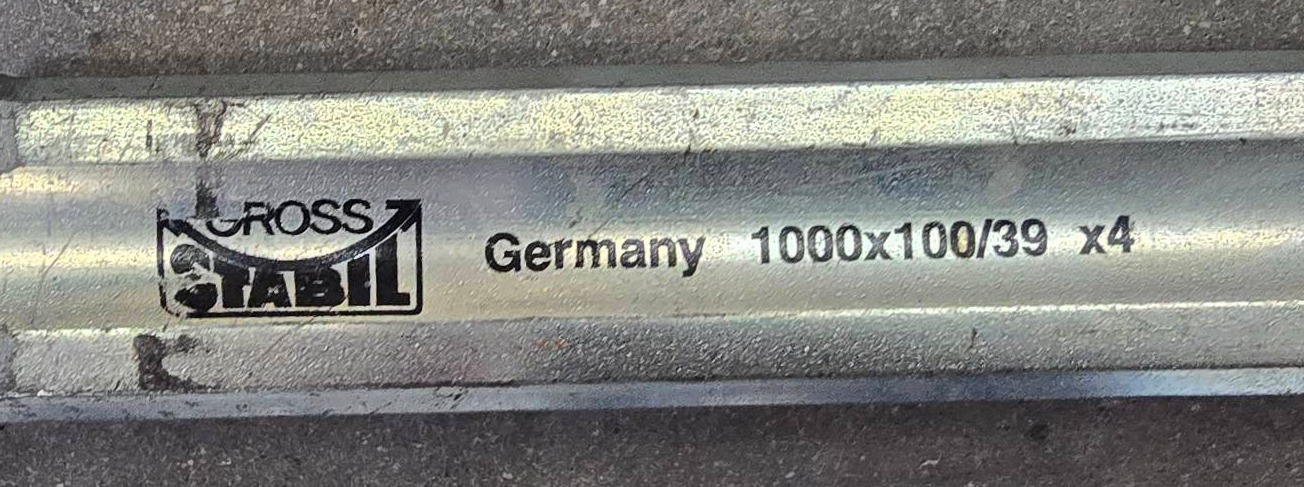 GROSS
STABIL
Germany 1000x100/39 x4